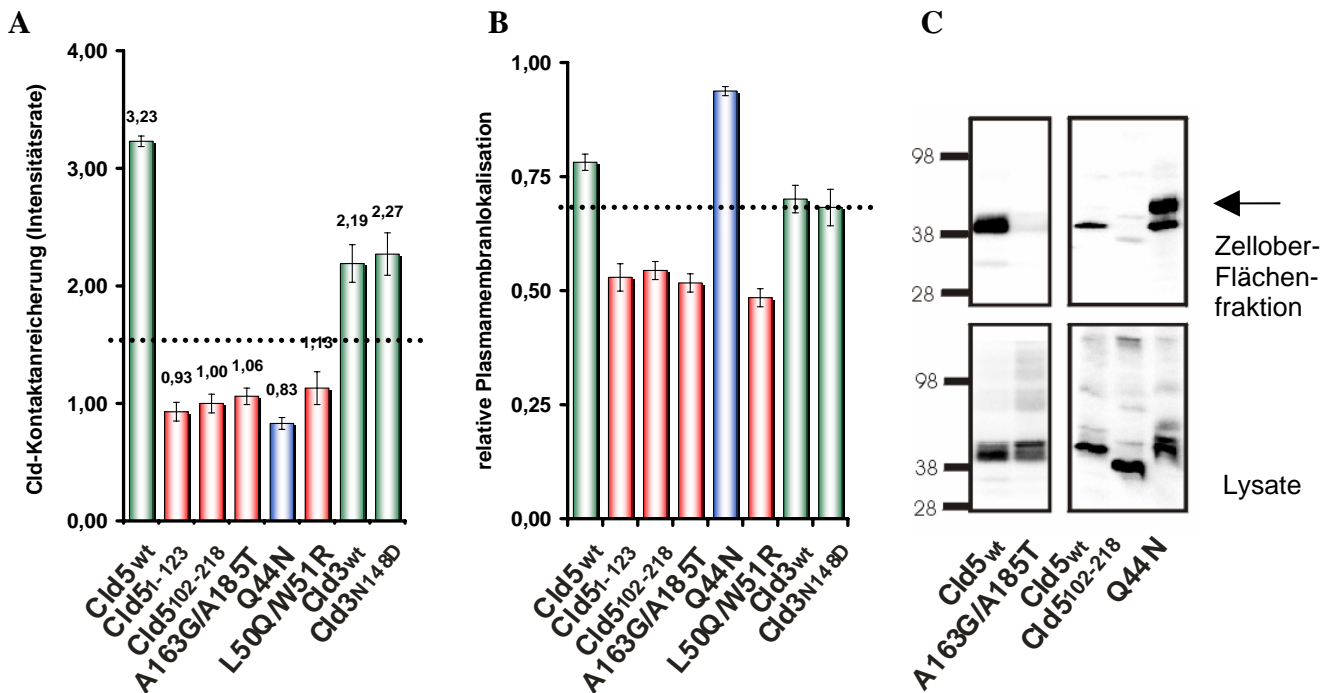 A
Cld-Kontaktanreicherung (Intensitätsrate)
4,00
3,00
2,00
1,00
0,00
3,23
0,93
1,00
1,06
0,83
1,13
2,19
2,27
Cld5wt
Cld51-123
Cld5102-218
A163G/A185T
Q44N
L50Q/W51R
Cld3wt
Cld3N148D
B
relative Plasmamembranlokalisation
1,00
0,75
0,50
0,25
0,00
Cld5wt
Cld51-123
Cld5102-218
A163G/A185T
Q44N
L50Q/W51R
Cld3wt
Cld3N148D
C
98
38
28
Zellober-
Flächen-
fraktion
98
38
28
Lysate
Cld5wt
A163G/A185T
Cld5wt
Cld5102-218
Q44N